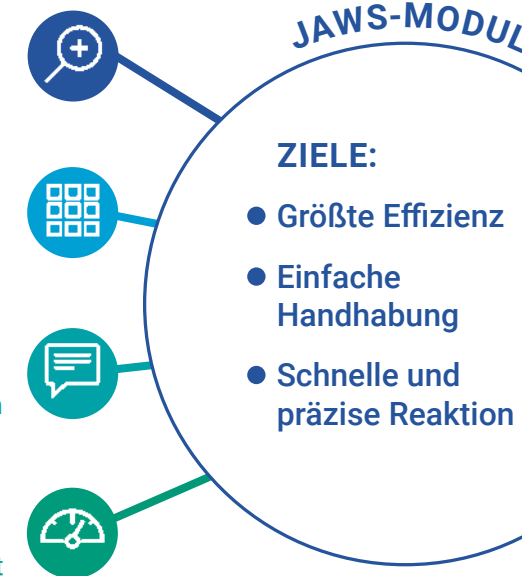 JAWS-MODUL
ZIELE:
Größte Effizienz
Einfache
Handhabung
Schnelle und
präzise Reaktion